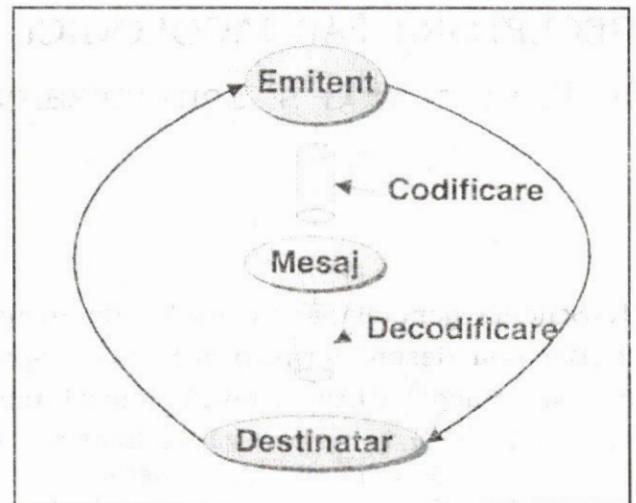 Emitent
Codificare
Mesaj
Decodificare
Destinatar